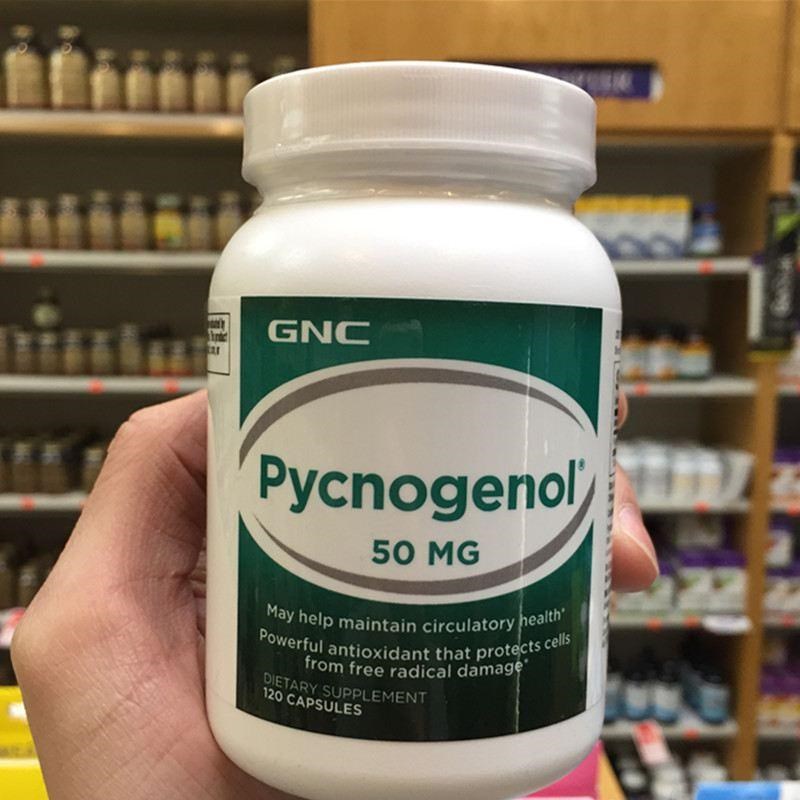 GNC
Pycnogenol®
50 MG
May help maintain circulatory health*
Powerful antioxidant that protects cells
from free radical damage*
DIETARY SUPPLEMENT
120 CAPSULES